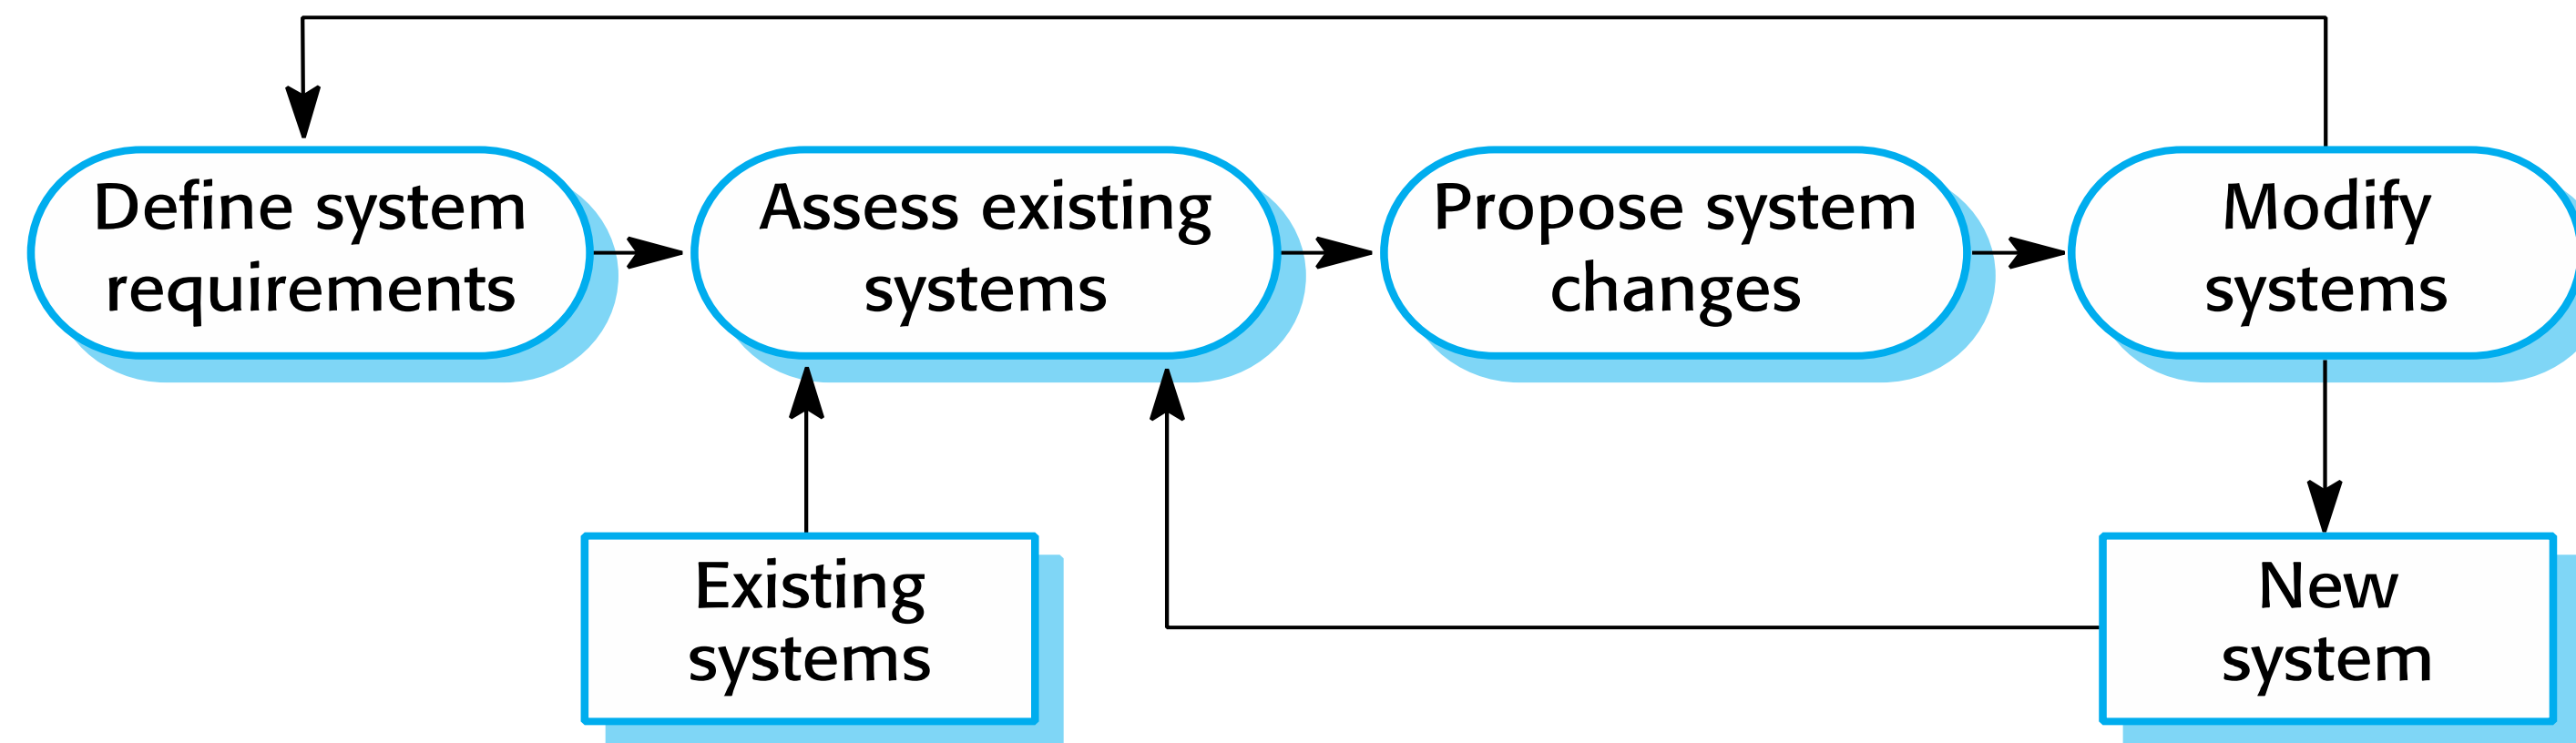 Define system
requirements
Assess existing
systems
Propose system
changes
Modify
systems
Existing
systems
New
system